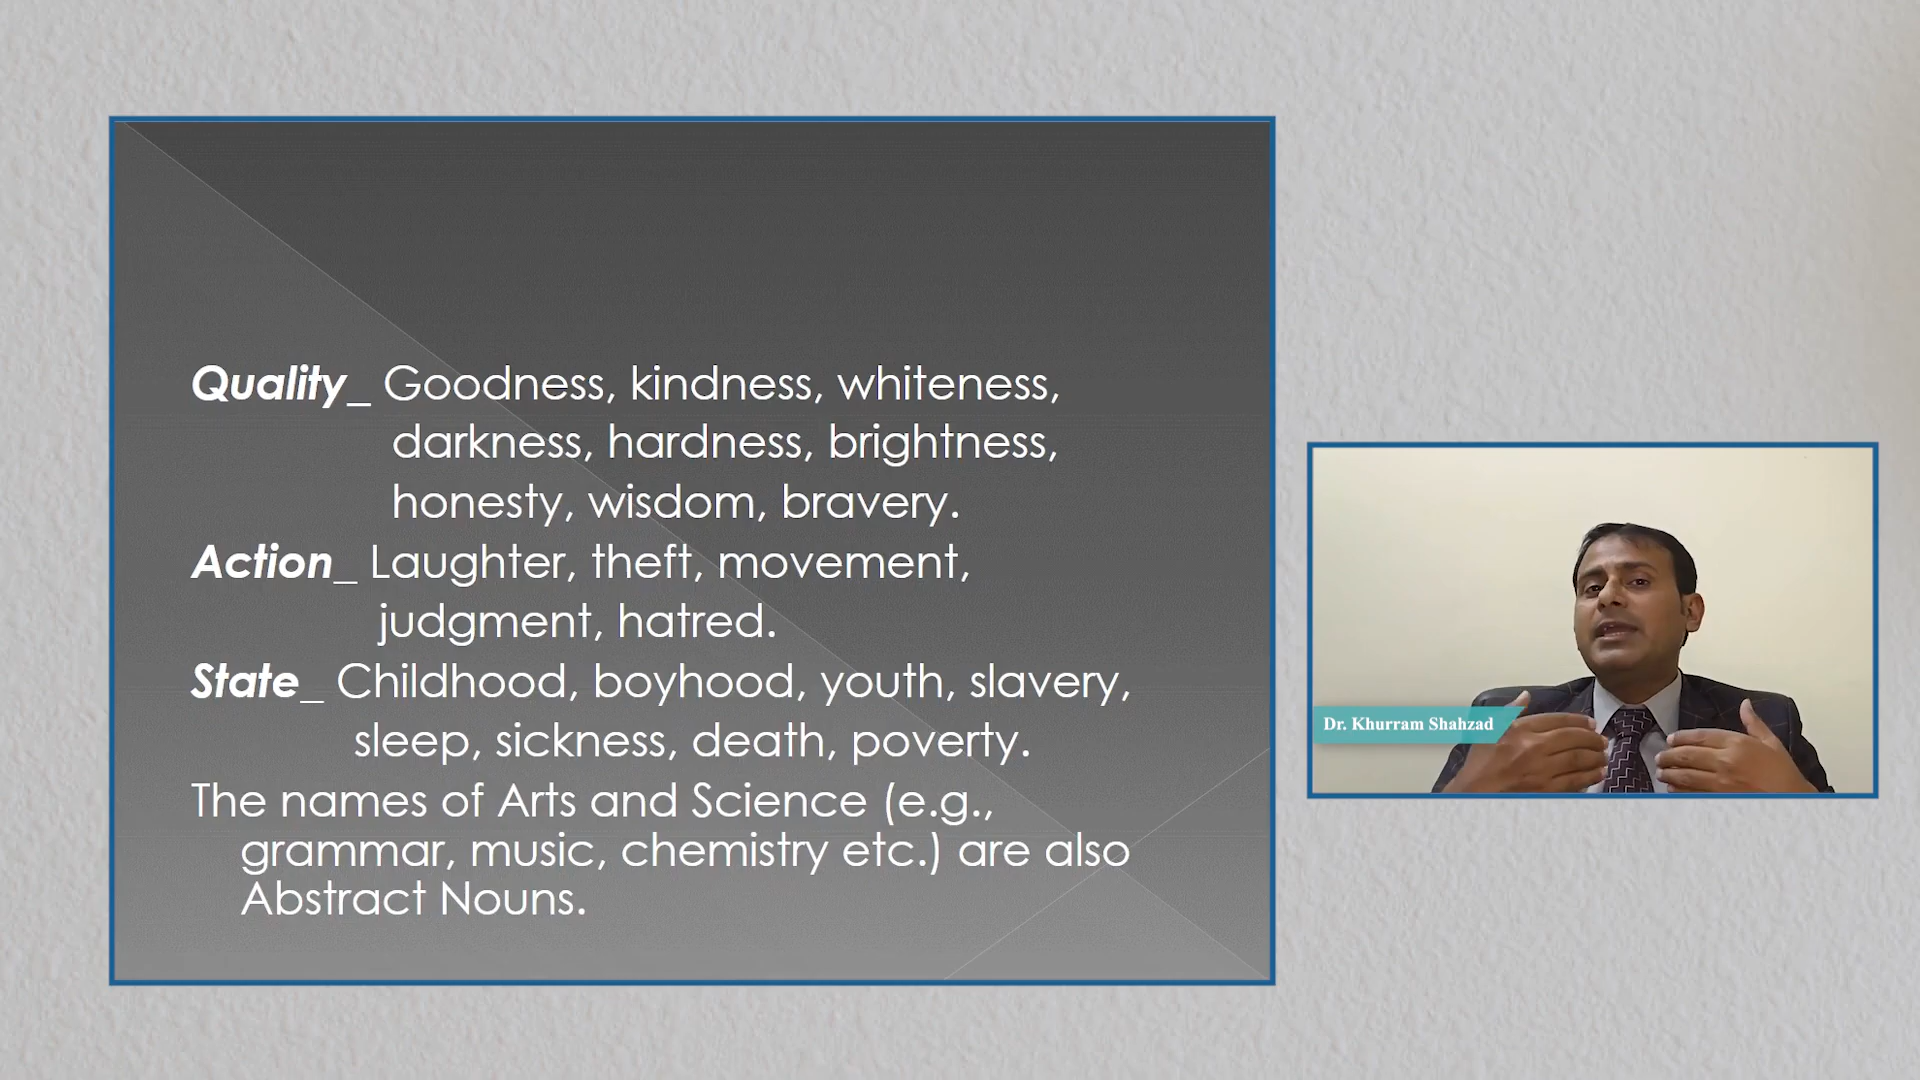 Quality_ Goodness, kindness, whiteness,
darkness, hardness, brightness,
honesty, wisdom, bravery.
Action_ Laughter, theft, movement,
judgment, hatred.
State_ Childhood, boyhood, youth, slavery,
sleep, sickness, death, poverty.
The names of Arts and Science (e.g.,
grammar, music, chemistry etc.) are also
Abstract Nouns.
Dr. Khurram Shahzad